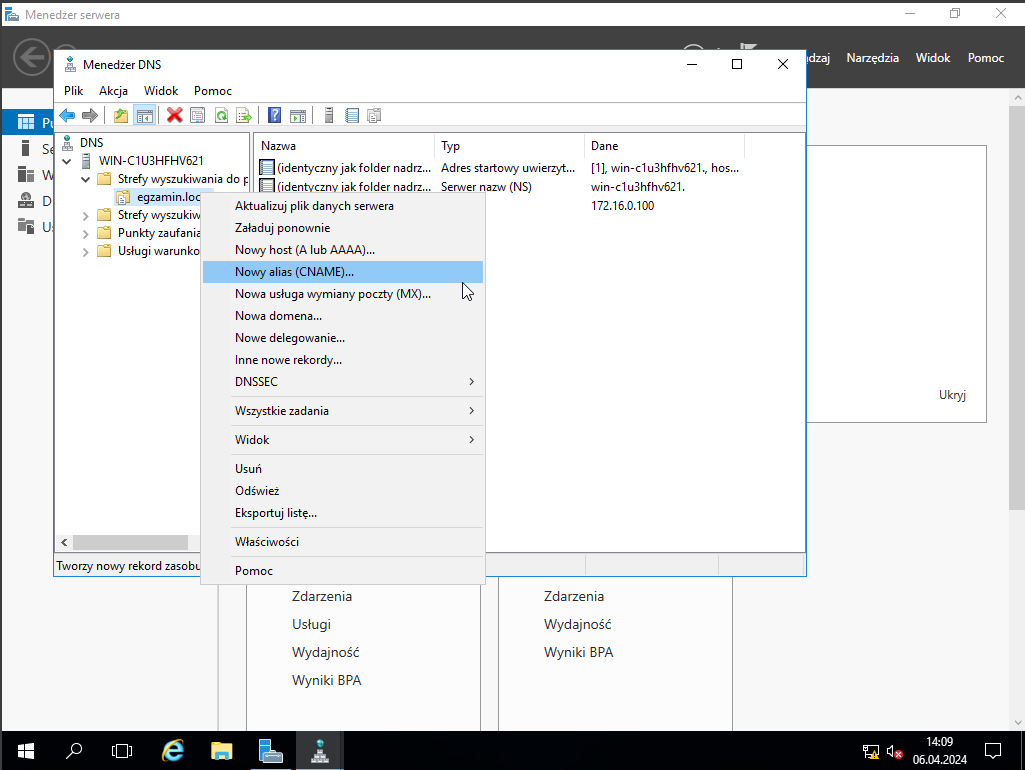 Menedżer serwera
Narzędzia Widok Pomoc
Menedżer DNS
Plik Akcja Widok Pomoc
DNS
WIN-C1U3HFHV621
Strefy wyszukiwania do
egzamin.loc
Strefy
Punkty zaufania
Usługi
Nazwa Typ Dane
(identyczny jak folder nadrz... Adres startowy uwierzyt... [1], win-c1u3hfhv621., hos...
(identyczny jak folder nadrz... Serwer nazw (NS) win-c1u3hfhv621.
172.16.0.100
Aktualizuj plik danych serwera
Załaduj ponownie
Nowy host (A lub AAAA)...
Nowy alias (CNAME)...
Nowa usługa wymiany poczty (MX)...
Nowa domena...
Nowe delegowanie...
Inne nowe rekordy...
DNSSEC
Wszystkie zadania
Widok
Usuń
Odśwież
Eksportuj listę...
Właściwości
Pomoc
Ukryj
Tworzy nowy rekord
Zdarzenia
Usługi
Wydajność
Wyniki BPA
Zdarzenia
Wydajność
Wyniki BPA
14:09
06.04.2024